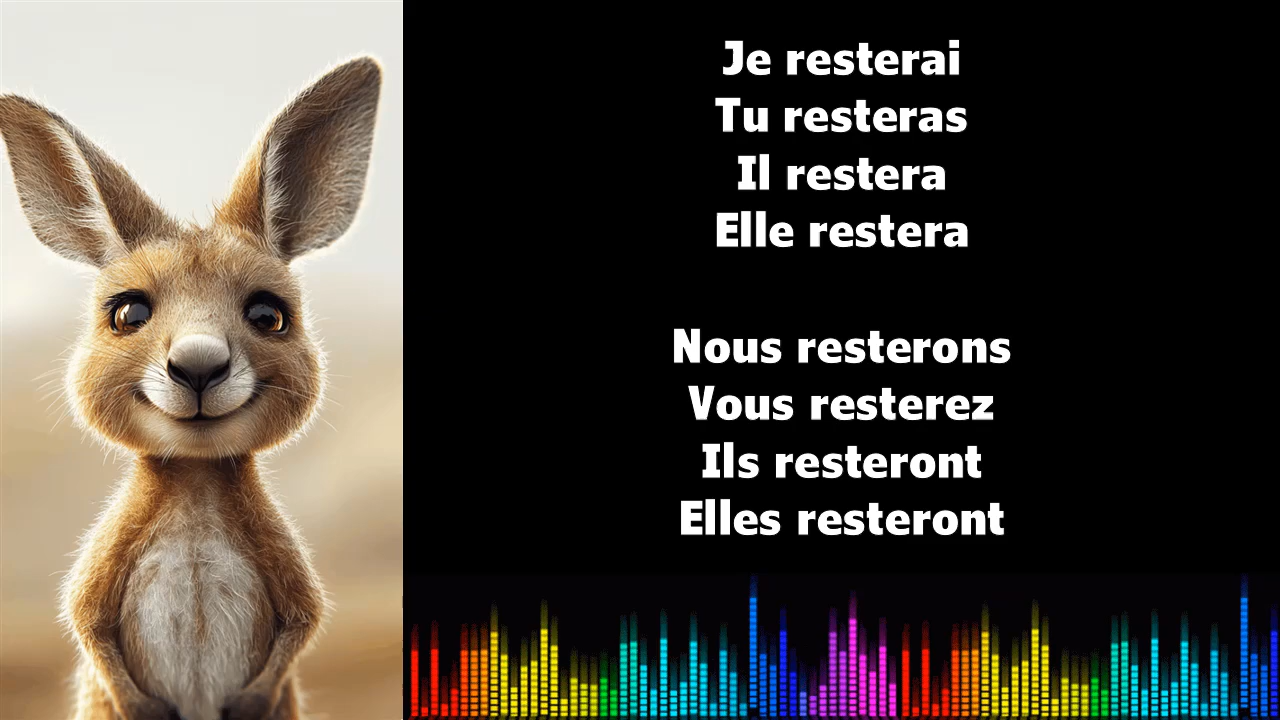 Je resterai
Tu resteras
Il restera
Elle restera
Nous resterons
Vous resterez
Ils resteront
Elles resteront